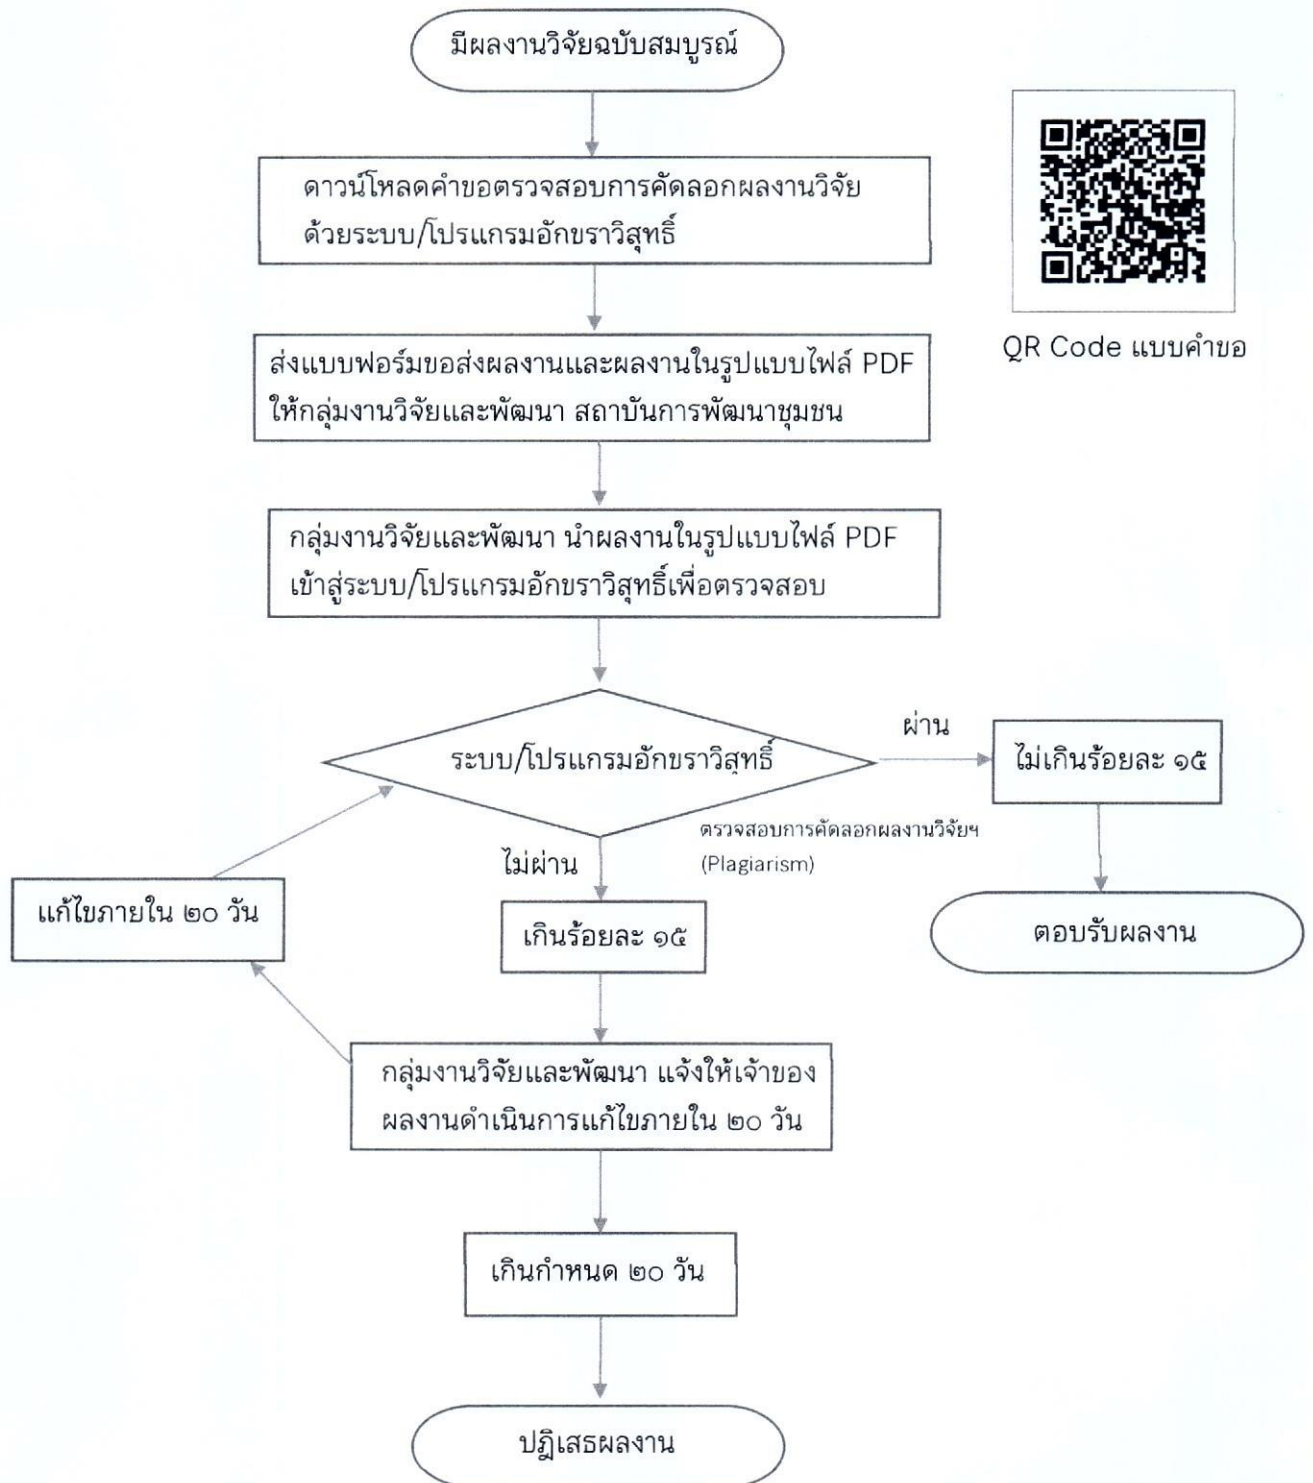 มีผลงานวิจัยฉบับสมบูรณ์
ดาวน์โหลดคำขอตรวจสอบการคัดลอกผลงานวิจัย
ด้วยระบบ/โปรแกรมอักขราวิสุทธิ์
QR Code แบบคำขอ
ส่งแบบฟอร์มขอส่งผลงานและผลงานในรูปแบบไฟล์ PDF
ให้กลุ่มงานวิจัยและพัฒนา สถาบันการพัฒนาชุมชน
กลุ่มงานวิจัยและพัฒนา นำผลงานในรูปแบบไฟล์ PDF
เข้าสู่ระบบ/โปรแกรมอักขราวิสุทธิ์เพื่อตรวจสอบ
ระบบ/โปรแกรมอักขราวิสุทธิ์
ผ่าน
ไม่เกินร้อยละ ๑๕
ตรวจสอบการคัดลอกผลงานวิจัยฯ
(Plagiarism)
ไม่ผ่าน
แก้ไขภายใน ๒๐ วัน
เกินร้อยละ ๑๕
ตอบรับผลงาน
กลุ่มงานวิจัยและพัฒนา แจ้งให้เจ้าของ
ผลงานดำเนินการแก้ไขภายใน ๒๐ วัน
เกินกำหนด ๒๐ วัน
ปฏิเสธผลงาน